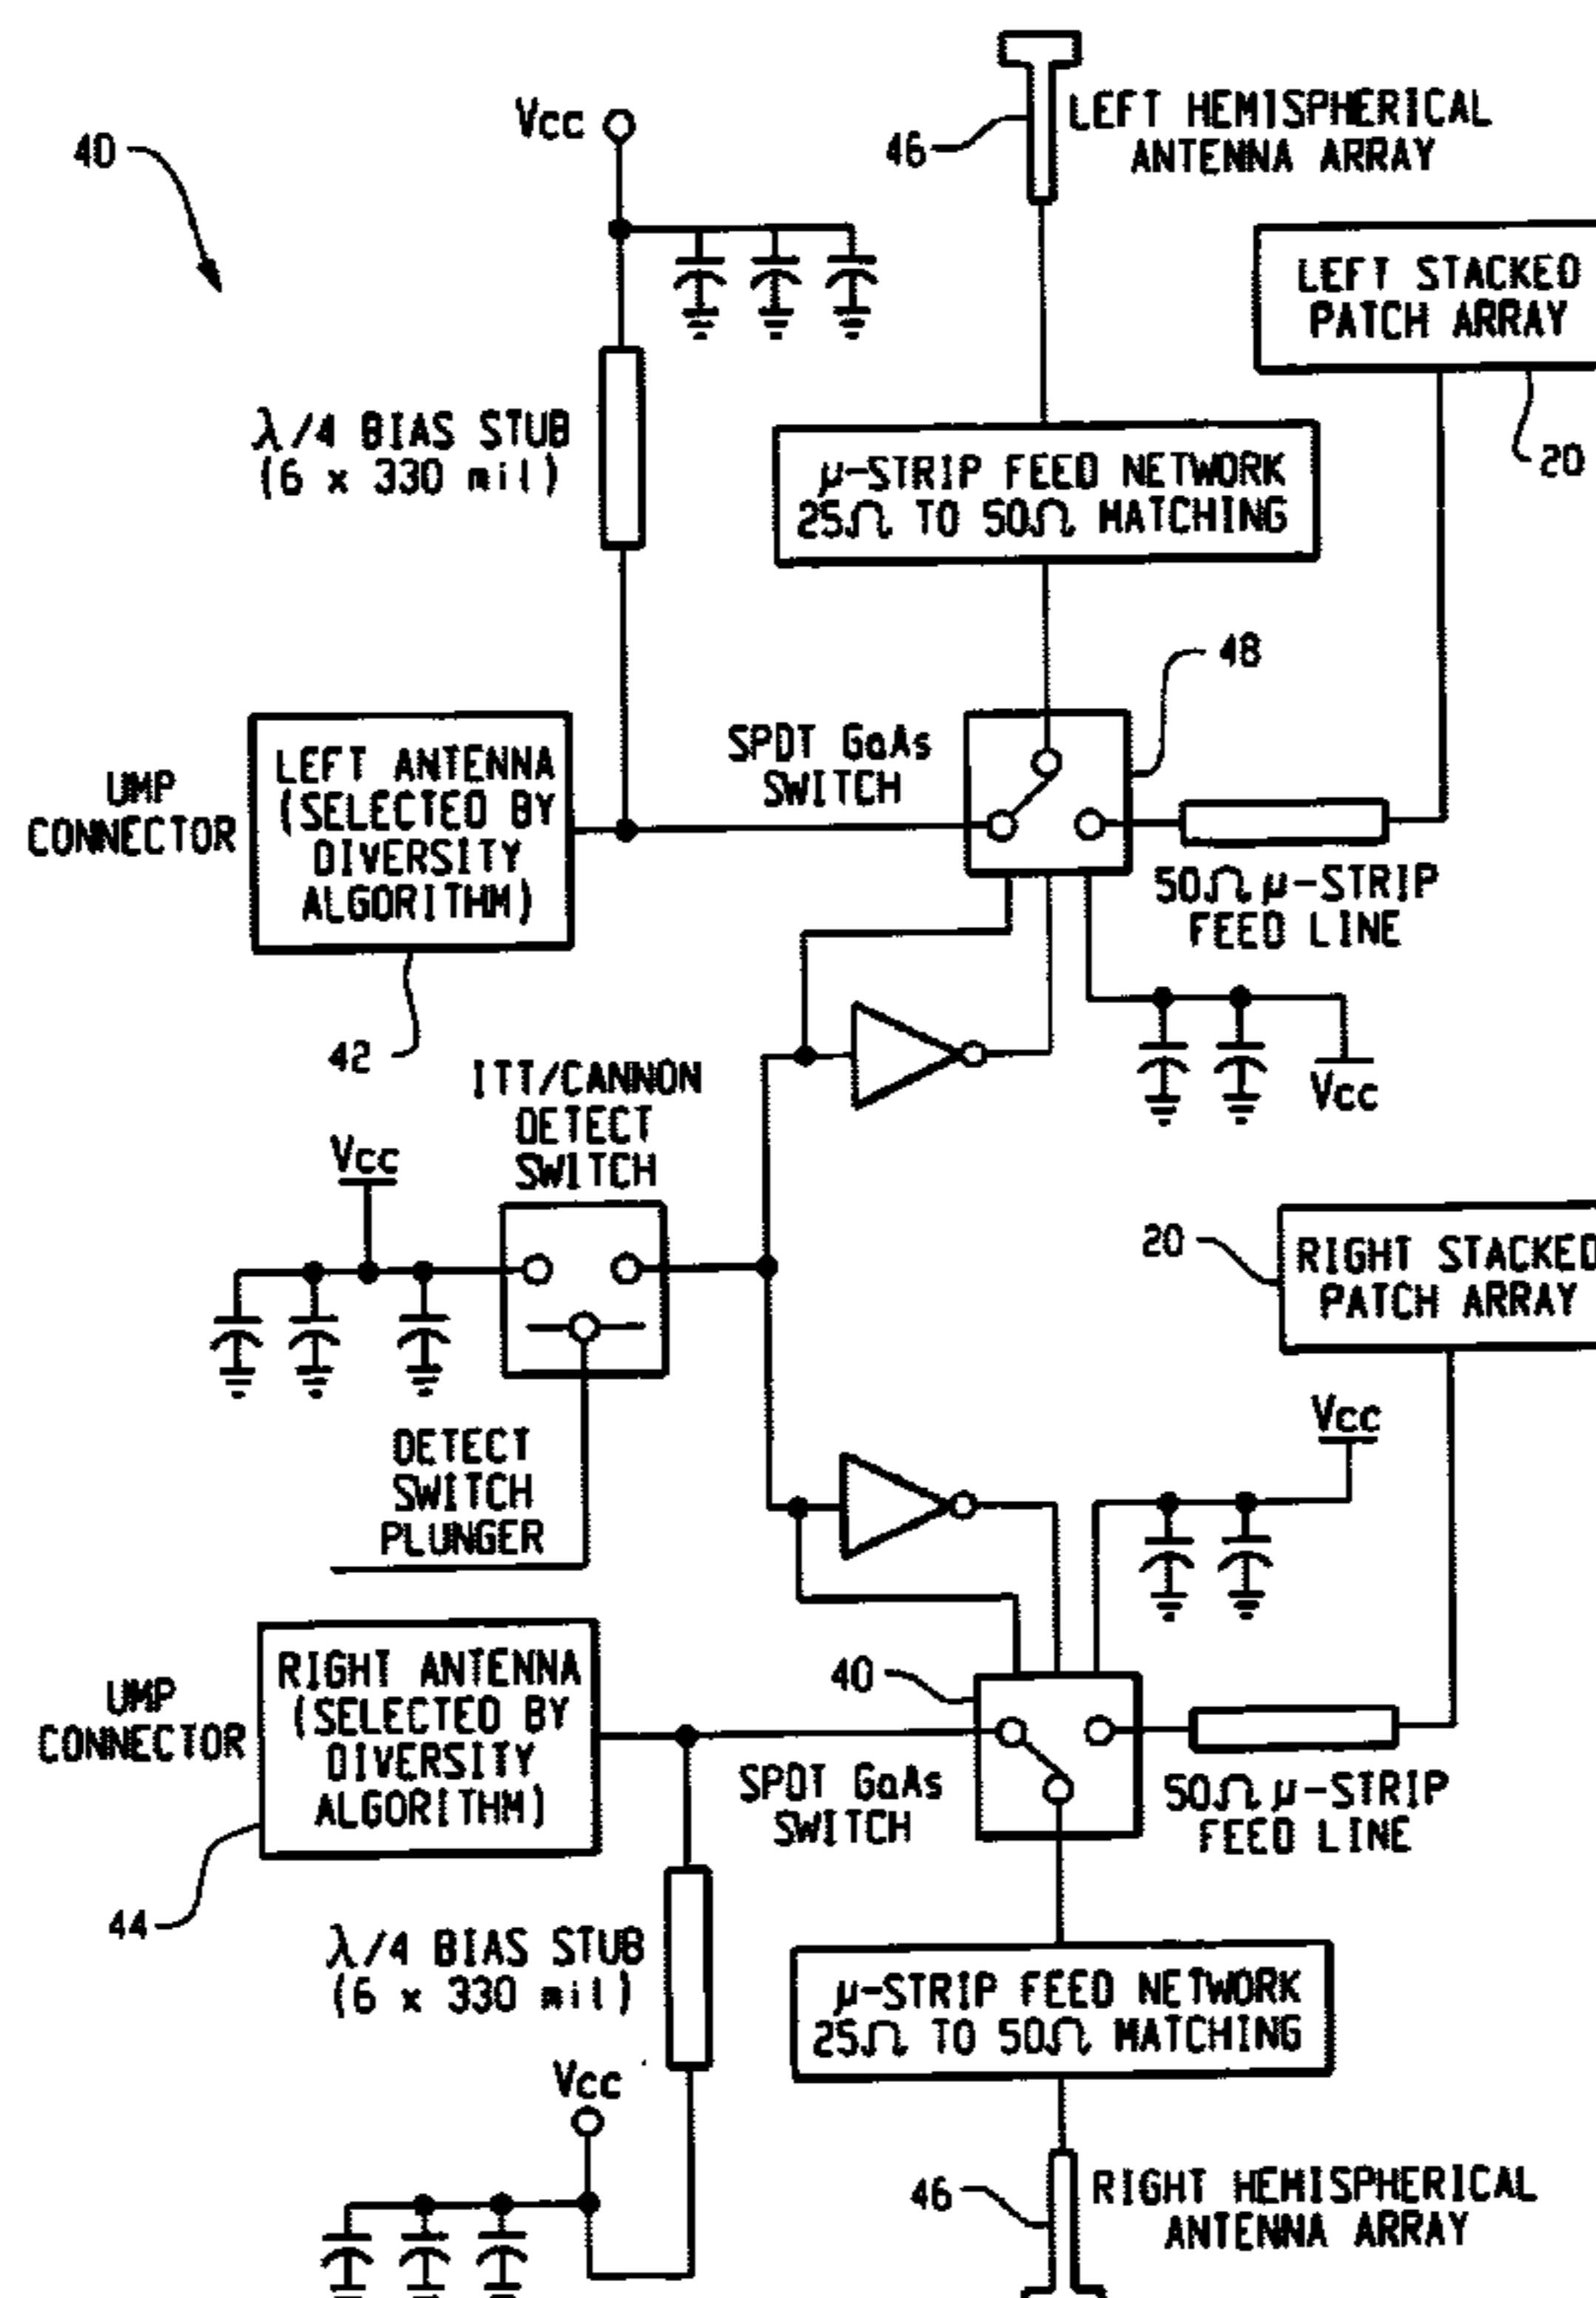 40
Vcc
46
LEFT HEMISPHERICAL
ANTENNA ARRAY
LEFT STACKED
PATCH ARRAY
20
λ/4 BIAS STUB
(6 x 330 mil)
µ-STRIP FEED NETWORK
25Ω TO 50Ω MATCHING
48
SPDT GaAs
SWITCH
UMP
CONNECTOR
LEFT ANTENNA
(SELECTED BY
DIVERSITY
ALGORITHM)
42
50Ω µ-STRIP
FEED LINE
Vcc
ITT/CANNON
DETECT
SWITCH
Vcc
20
RIGHT STACKED
PATCH ARRAY
DETECT
SWITCH
PLUNGER
Vcc
UMP
CONNECTOR
RIGHT ANTENNA
(SELECTED BY
DIVERSITY
ALGORITHM)
44
40
SPDT GaAs
SWITCH
50Ω µ-STRIP
FEED LINE
λ/4 BIAS STUB
(6 x 330 mil)
µ-STRIP FEED NETWORK
25Ω TO 50Ω MATCHING
Vcc
46
RIGHT HEMISPHERICAL
ANTENNA ARRAY